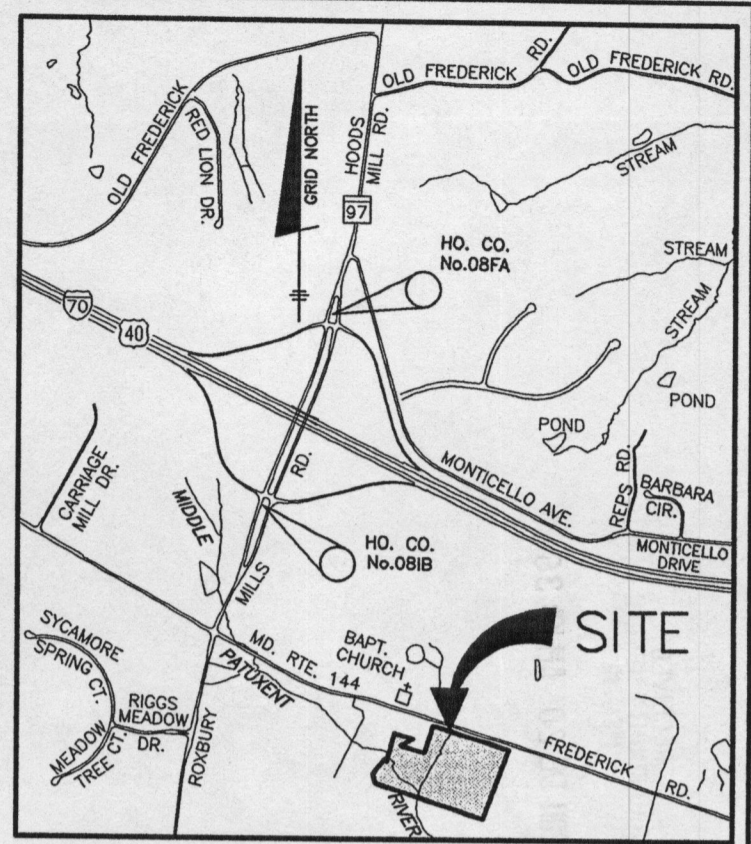 OLD FREDERICK
RD.
OLD FREDERICK
OLD FREDERICK RD.
RED LION DR.
GRID NORTH
HOODS
MILL RD.
97
STREAM
HO. CO.
No.08FA
STREAM
STREAM
70
40
POND
POND
CARRIAGE
MILL DR.
RD.
MONTICELLO AVE.
REPS RD.
BARBARA
CIR.
MIDDLE
MONTICELLO
DRIVE
HO. CO.
No.08IB
MILLS
SYCAMORE
SPRING CT.
MD. RTE. 144
BAPT.
CHURCH
SITE
PATUXENT
RIGGS
MEADOW
DR.
MEADOW
TREE CT.
ROXBURY
FREDERICK
RD.
RIVER